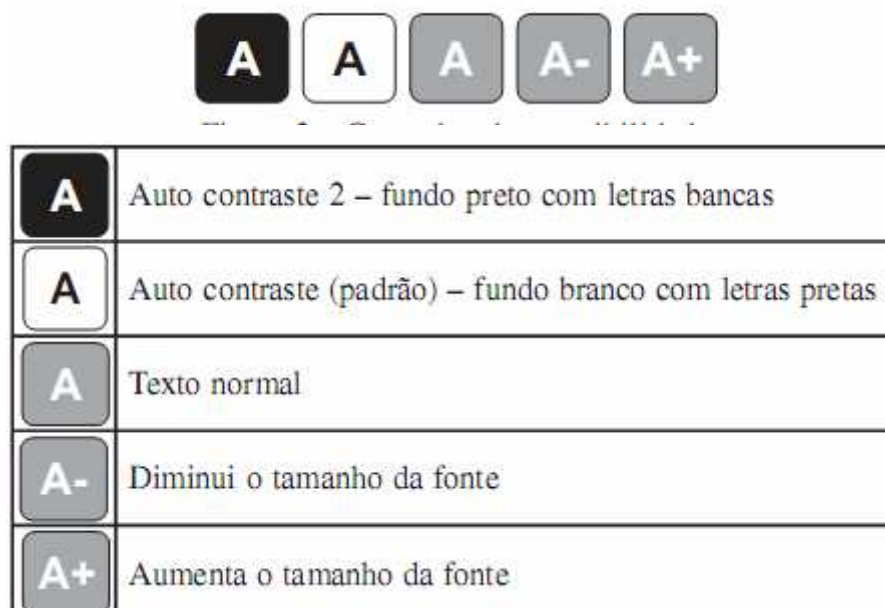 A A A A- A+
A Auto contraste 2 – fundo preto com letras bancas
A Auto contraste (padrão) – fundo branco com letras pretas
A Texto normal
A- Diminui o tamanho da fonte
A+ Aumenta o tamanho da fonte